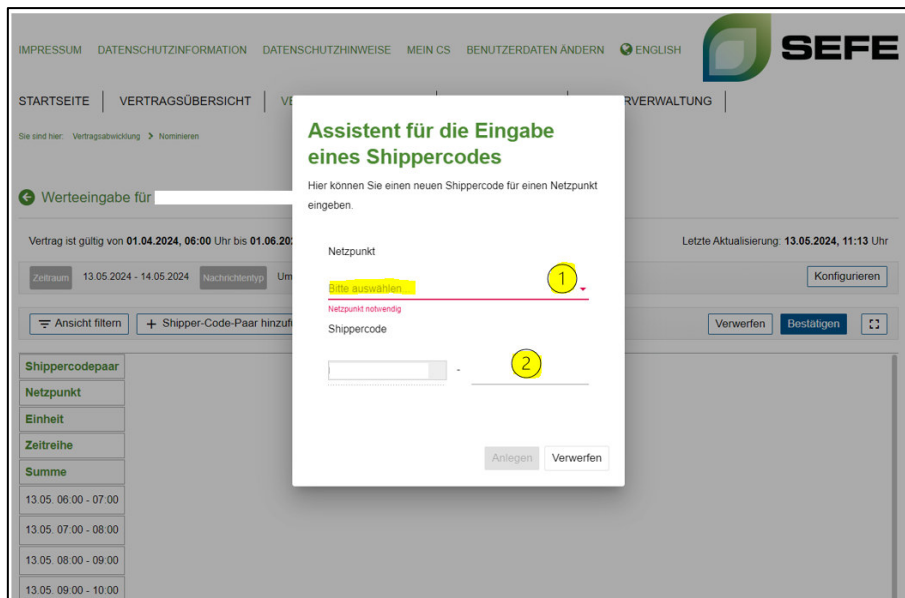 IMPRESSUM DATENSCHUTZINFORMATION DATENSCHUTZHINWEISE MEIN CS BENUTZERDATEN ÄNDERN ENGLISH
SEFE
STARTSEITE VERTRAGSÜBERSICHT VE RVERWALTUNG
Sie sind hier: Vertragsabwicklung > Nominieren
Werteeingabe für
Vertrag ist gültig von 01.04.2024, 06:00 Uhr bis 01.06.20
Letzte Aktualisierung: 13.05.2024, 11:13 Uhr
Zeitraum 13.05.2024 - 14.05.2024 Nachrichtentyp Um
Konfigurieren
Ansicht filtern + Shipper-Code-Paar hinzuf
Verwerfen Bestätigen
Shippercodepaar
Netzpunkt
Einheit
Zeitreihe
Summe
13.05. 06:00 - 07:00
13.05. 07:00 - 08:00
13.05. 08:00 - 09:00
13.05. 09:00 - 10:00
Assistent für die Eingabe
eines Shippercodes
Hier können Sie einen neuen Shippercode für einen Netzpunkt
eingeben.
Netzpunkt
Bitte auswählen... 1
Netzpunkt notwendig
Shippercode
- 2
Anlegen Verwerfen